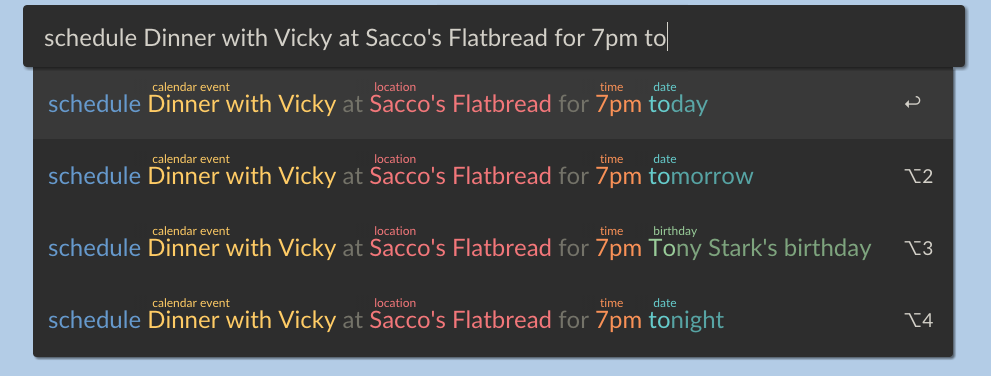 schedule Dinner with Vicky at Sacco's Flatbread for 7pm to
calendar event location time date
schedule Dinner with Vicky at Sacco's Flatbread for 7pm today ↩
calendar event location time date
schedule Dinner with Vicky at Sacco's Flatbread for 7pm tomorrow ⌥2
calendar event location time birthday
schedule Dinner with Vicky at Sacco's Flatbread for 7pm Tony Stark's birthday ⌥3
calendar event location time date
schedule Dinner with Vicky at Sacco's Flatbread for 7pm tonight ⌥4